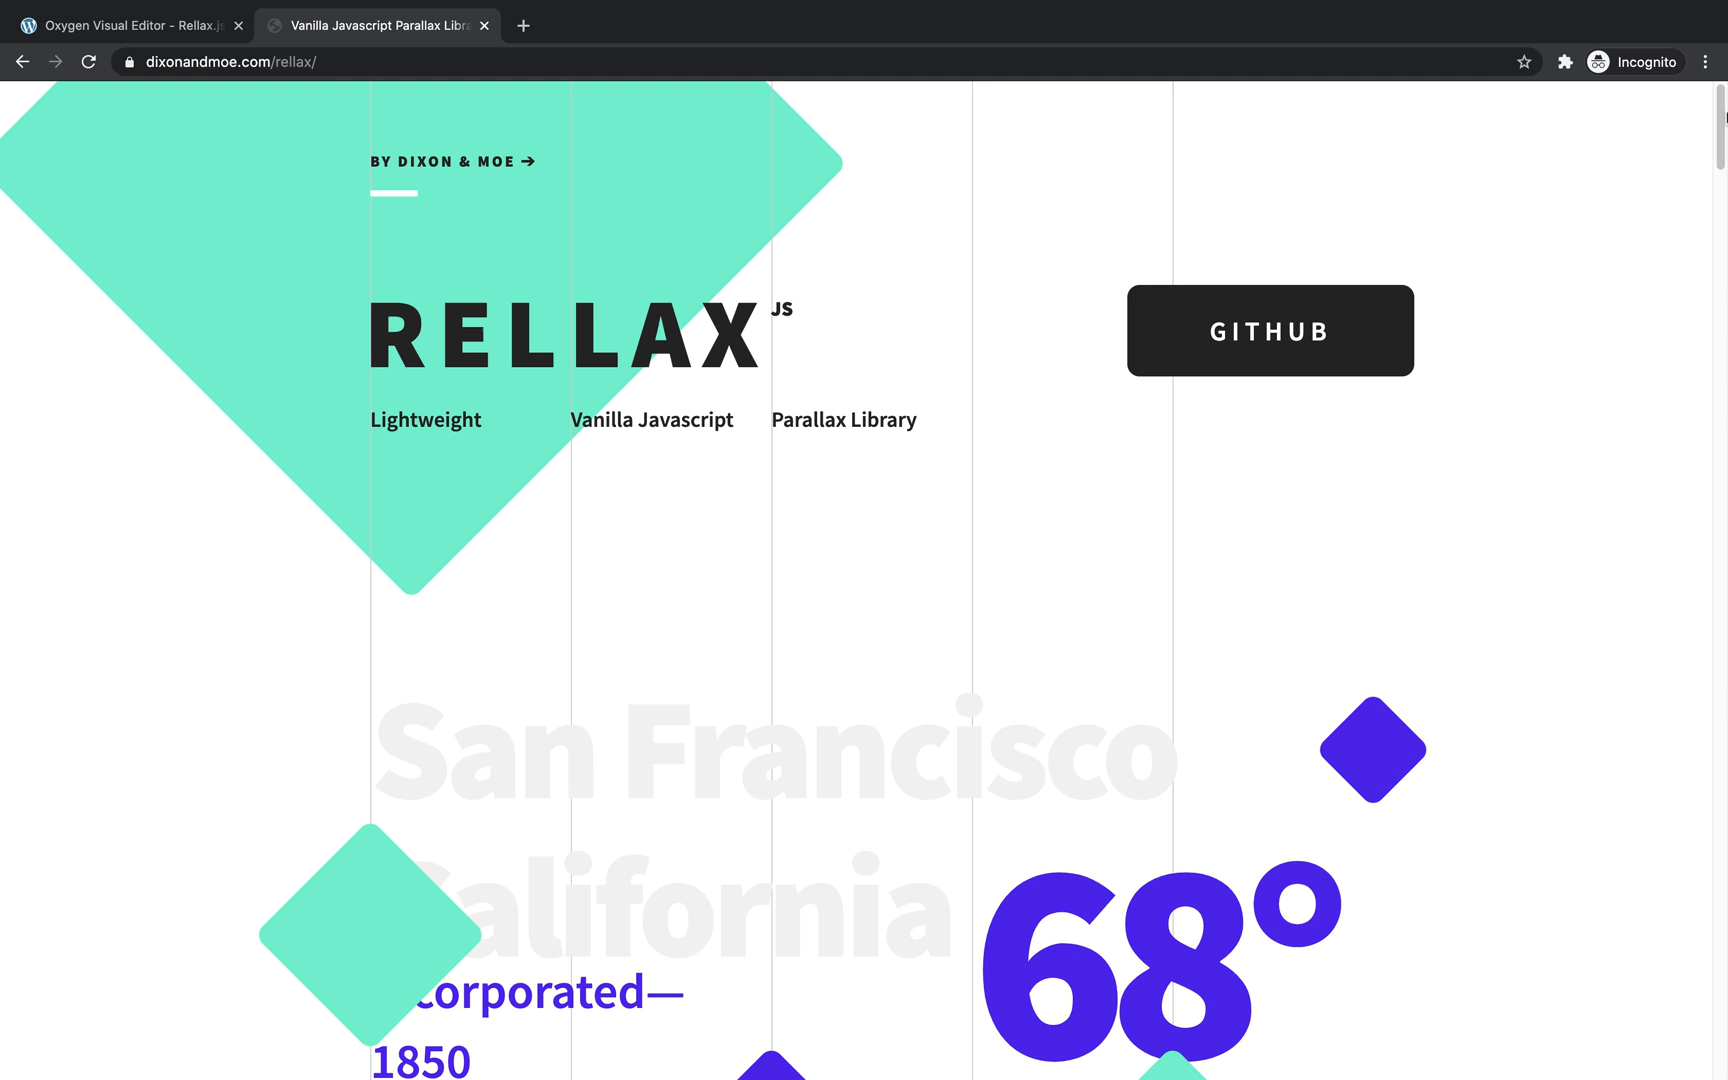 Oxygen Visual Editor - Rellax.js
Vanilla Javascript Parallax Libra
dixonandmoe.com/rellax/
Incognito
BY DIXON & MOE →
RELLAX JS
GITHUB
Lightweight
Vanilla Javascript
Parallax Library
San Francisco
California
68°
corporated—
1850